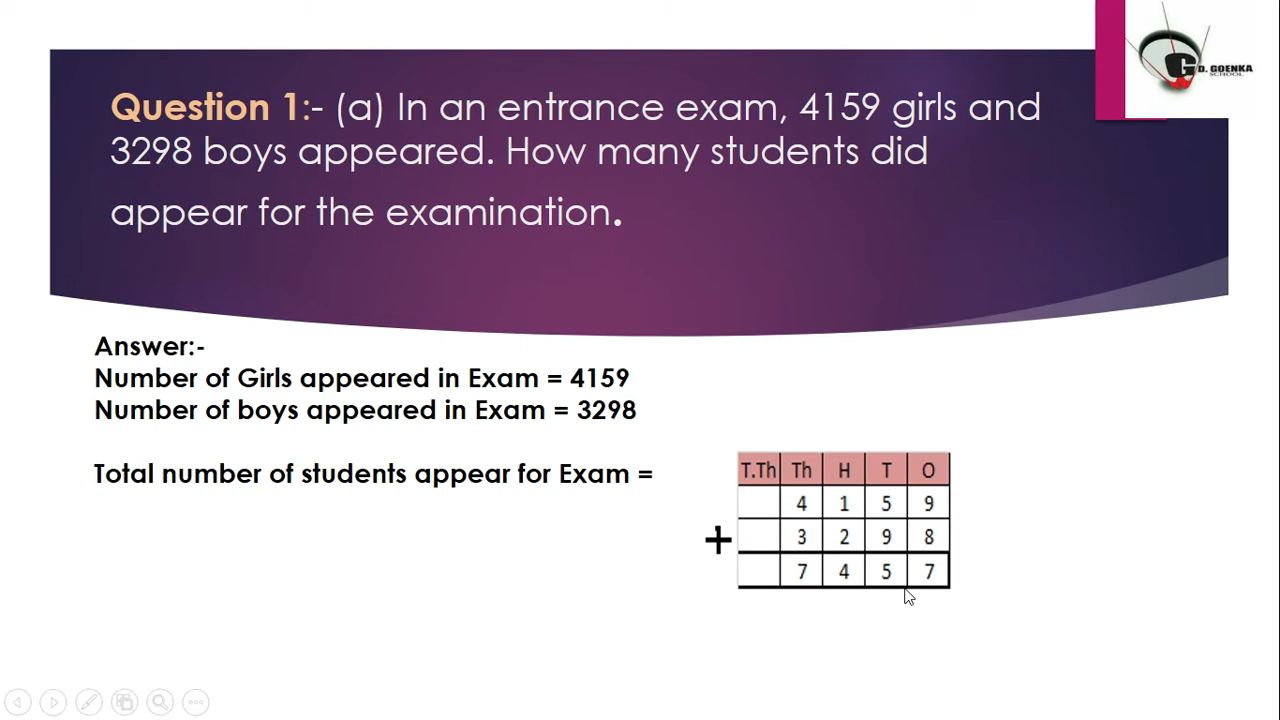 G D. GOENKA
SCHOOL
Question 1:- (a) In an entrance exam, 4159 girls and
3298 boys appeared. How many students did
appear for the examination.
Answer:-
Number of Girls appeared in Exam = 4159
Number of boys appeared in Exam = 3298
Total number of students appear for Exam =
T.Th Th H T O
4 1 5 9
+ 3 2 9 8
7 4 5 7